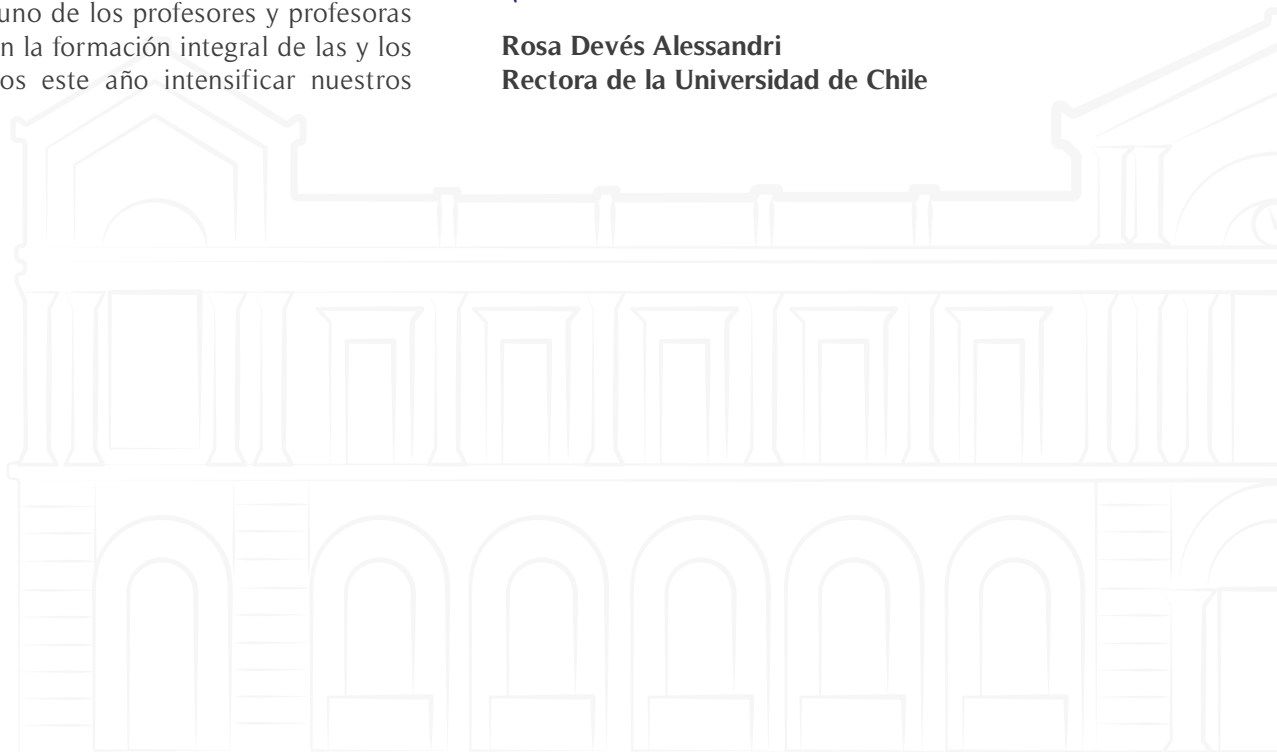 uno de los profesores y profesoras
n la formación integral de las y los
os este año intensificar nuestros
Rosa Devés Alessandri
Rectora de la Universidad de Chile